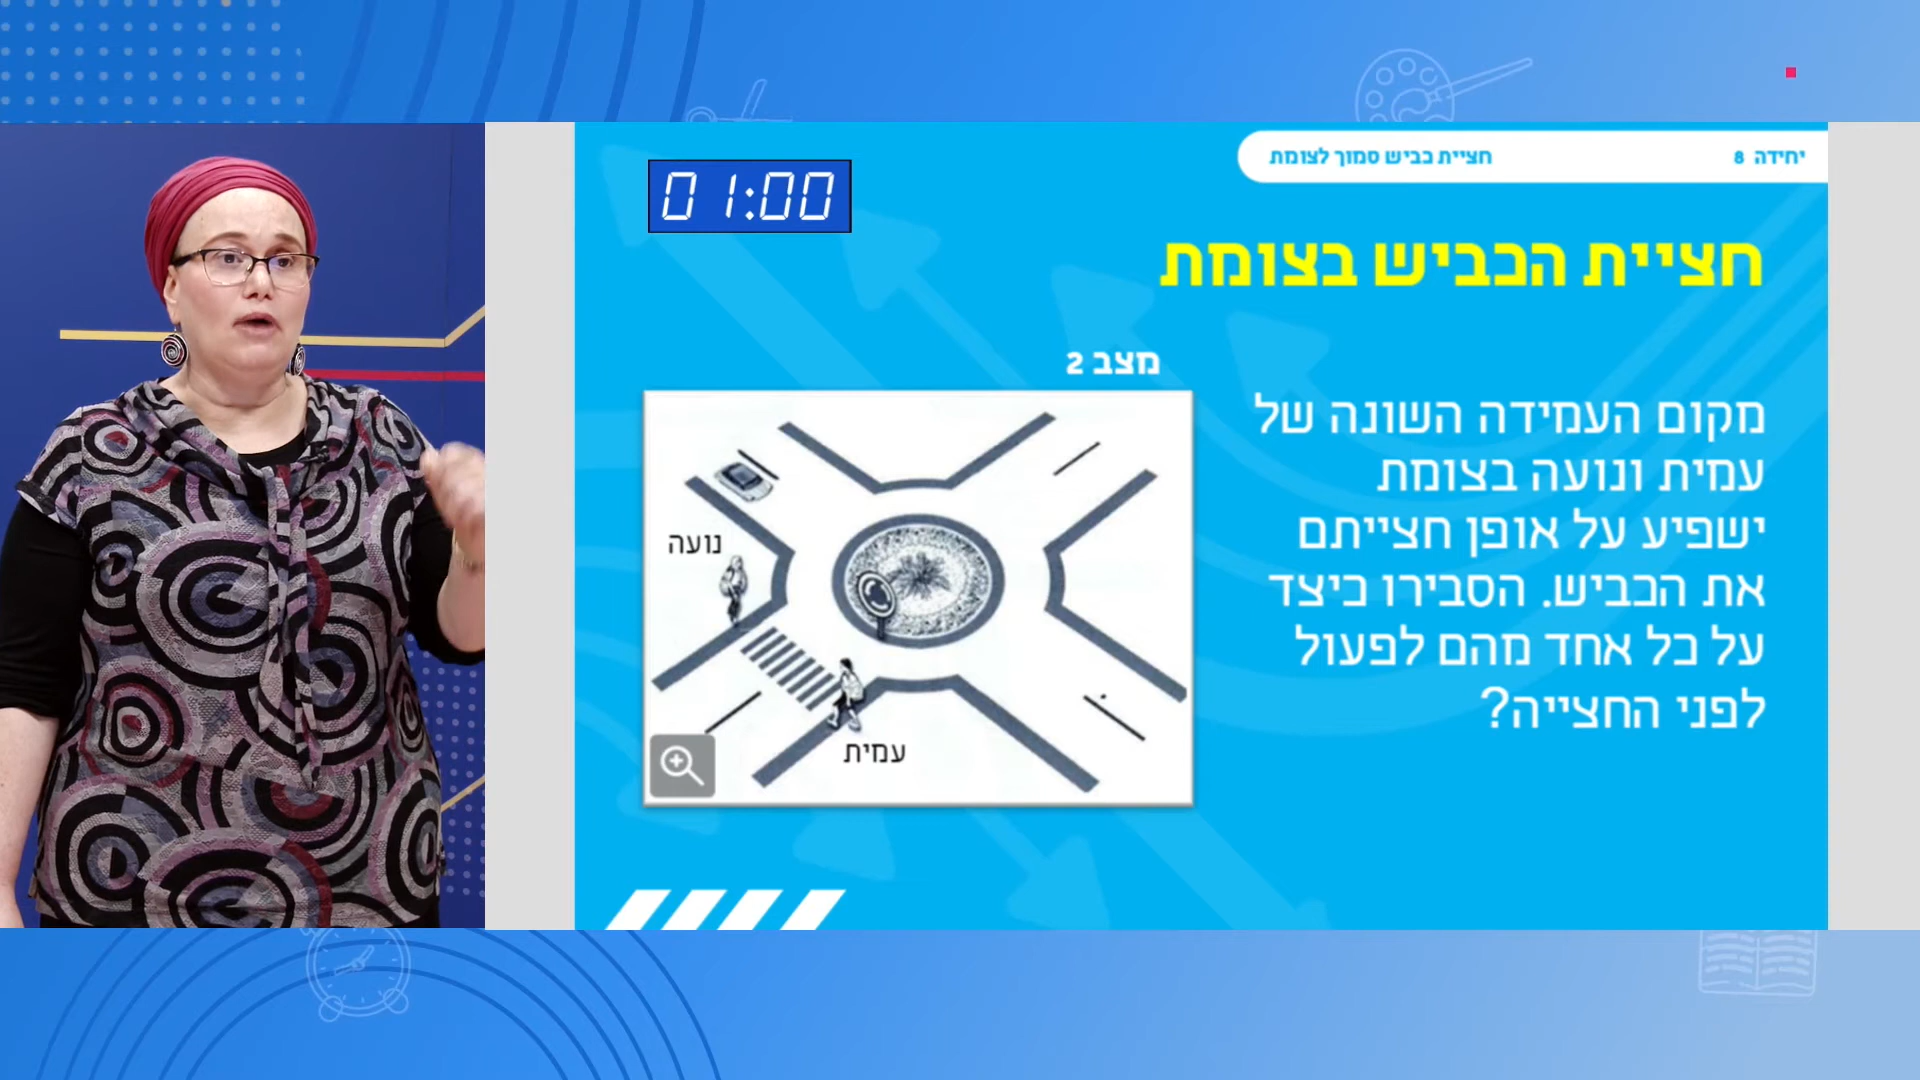 יחידה 8 חציית כביש סמוך לצומת
01:00
חציית הכביש בצומת
מצב 2
מקום העמידה השונה של
עמית ונועה בצומת
ישפיע על אופן חצייתם
את הכביש. הסבירו כיצד
על כל אחד מהם לפעול
לפני החצייה?
נועה
עמית